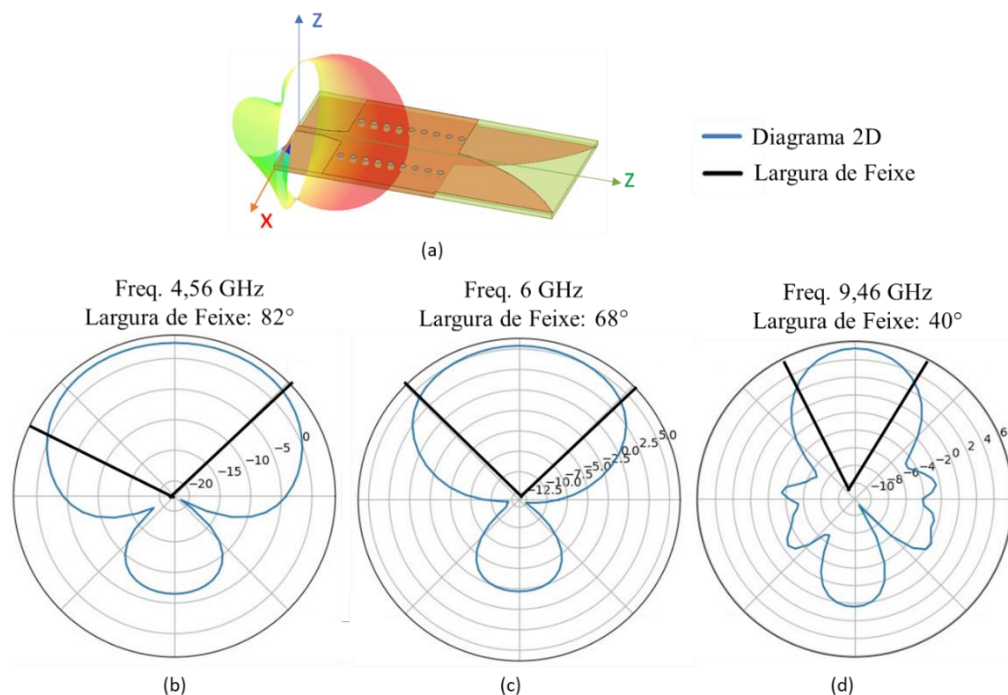 Z
Z
X
(a)
Diagrama 2D
Largura de Feixe
Freq. 4,56 GHz
Largura de Feixe: 82°
0
−5
−10
−15
−20
(b)
Freq. 6 GHz
Largura de Feixe: 68°
5.0
2.5
0.0
−2.5
−5.0
−7.5
−10.0
−12.5
(c)
Freq. 9,46 GHz
Largura de Feixe: 40°
6
4
2
0
−2
−4
−6
−8
−10
(d)